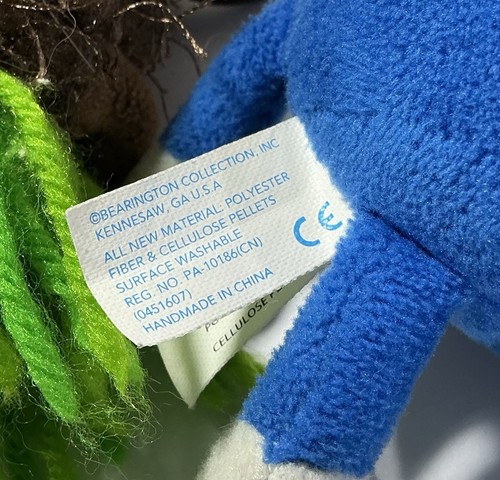 ©BEARINGTON COLLECTION, INC
KENNESAW, GA U.S.A
ALL NEW MATERIAL: POLYESTER
FIBER & CELLULOSE PELLETS
SURFACE WASHABLE
REG. NO. PA-10186(CN)
(0451607)
HANDMADE IN CHINA
CE
CELLULOSE